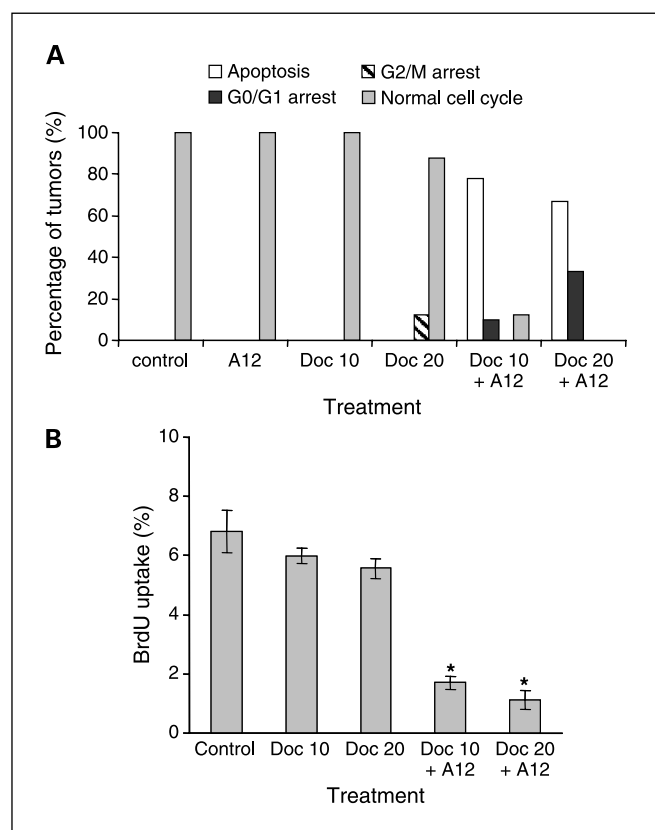 A
Apoptosis G2/M arrest
G0/G1 arrest Normal cell cycle
Percentage of tumors (%)
100
80
60
40
20
0
control A12 Doc 10 Doc 20 Doc 10 Doc 20
+ A12 + A12
Treatment
B
BrdU uptake (%)
10
8
6
4
2
0
* *
Control Doc 10 Doc 20 Doc 10 Doc 20
+ A12 + A12
Treatment